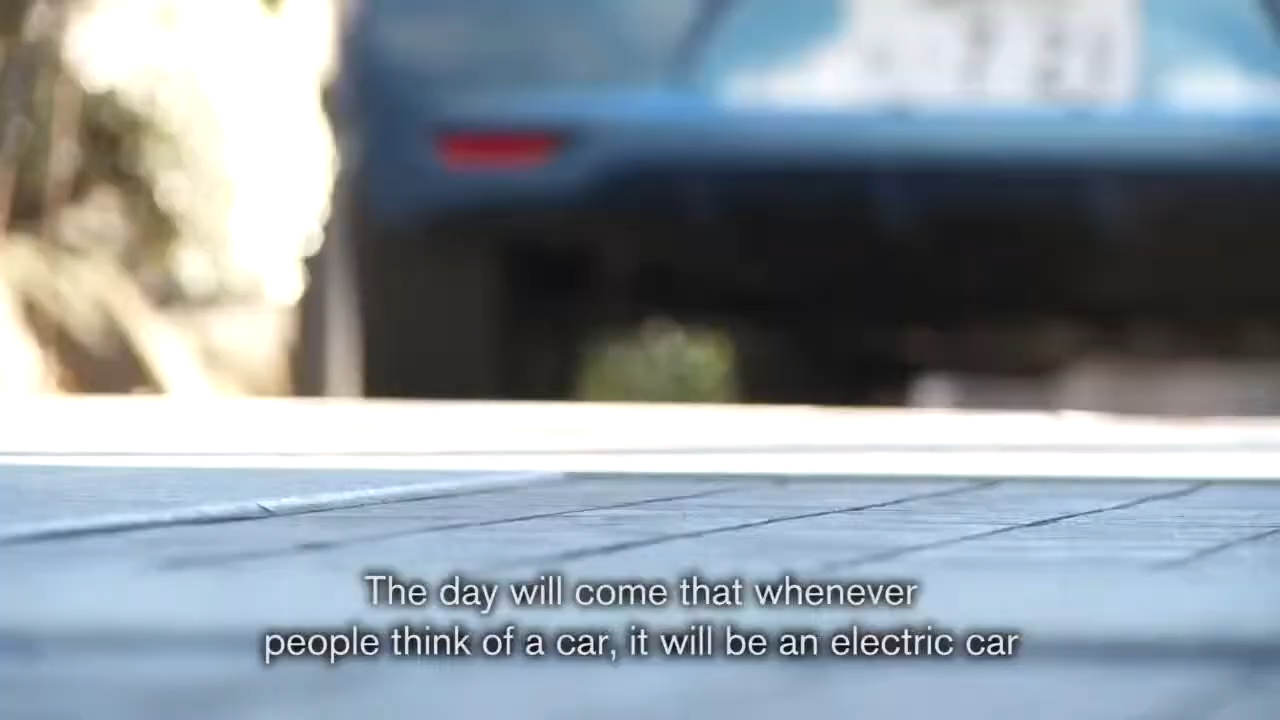 The day will come that whenever
people think of a car, it will be an electric car